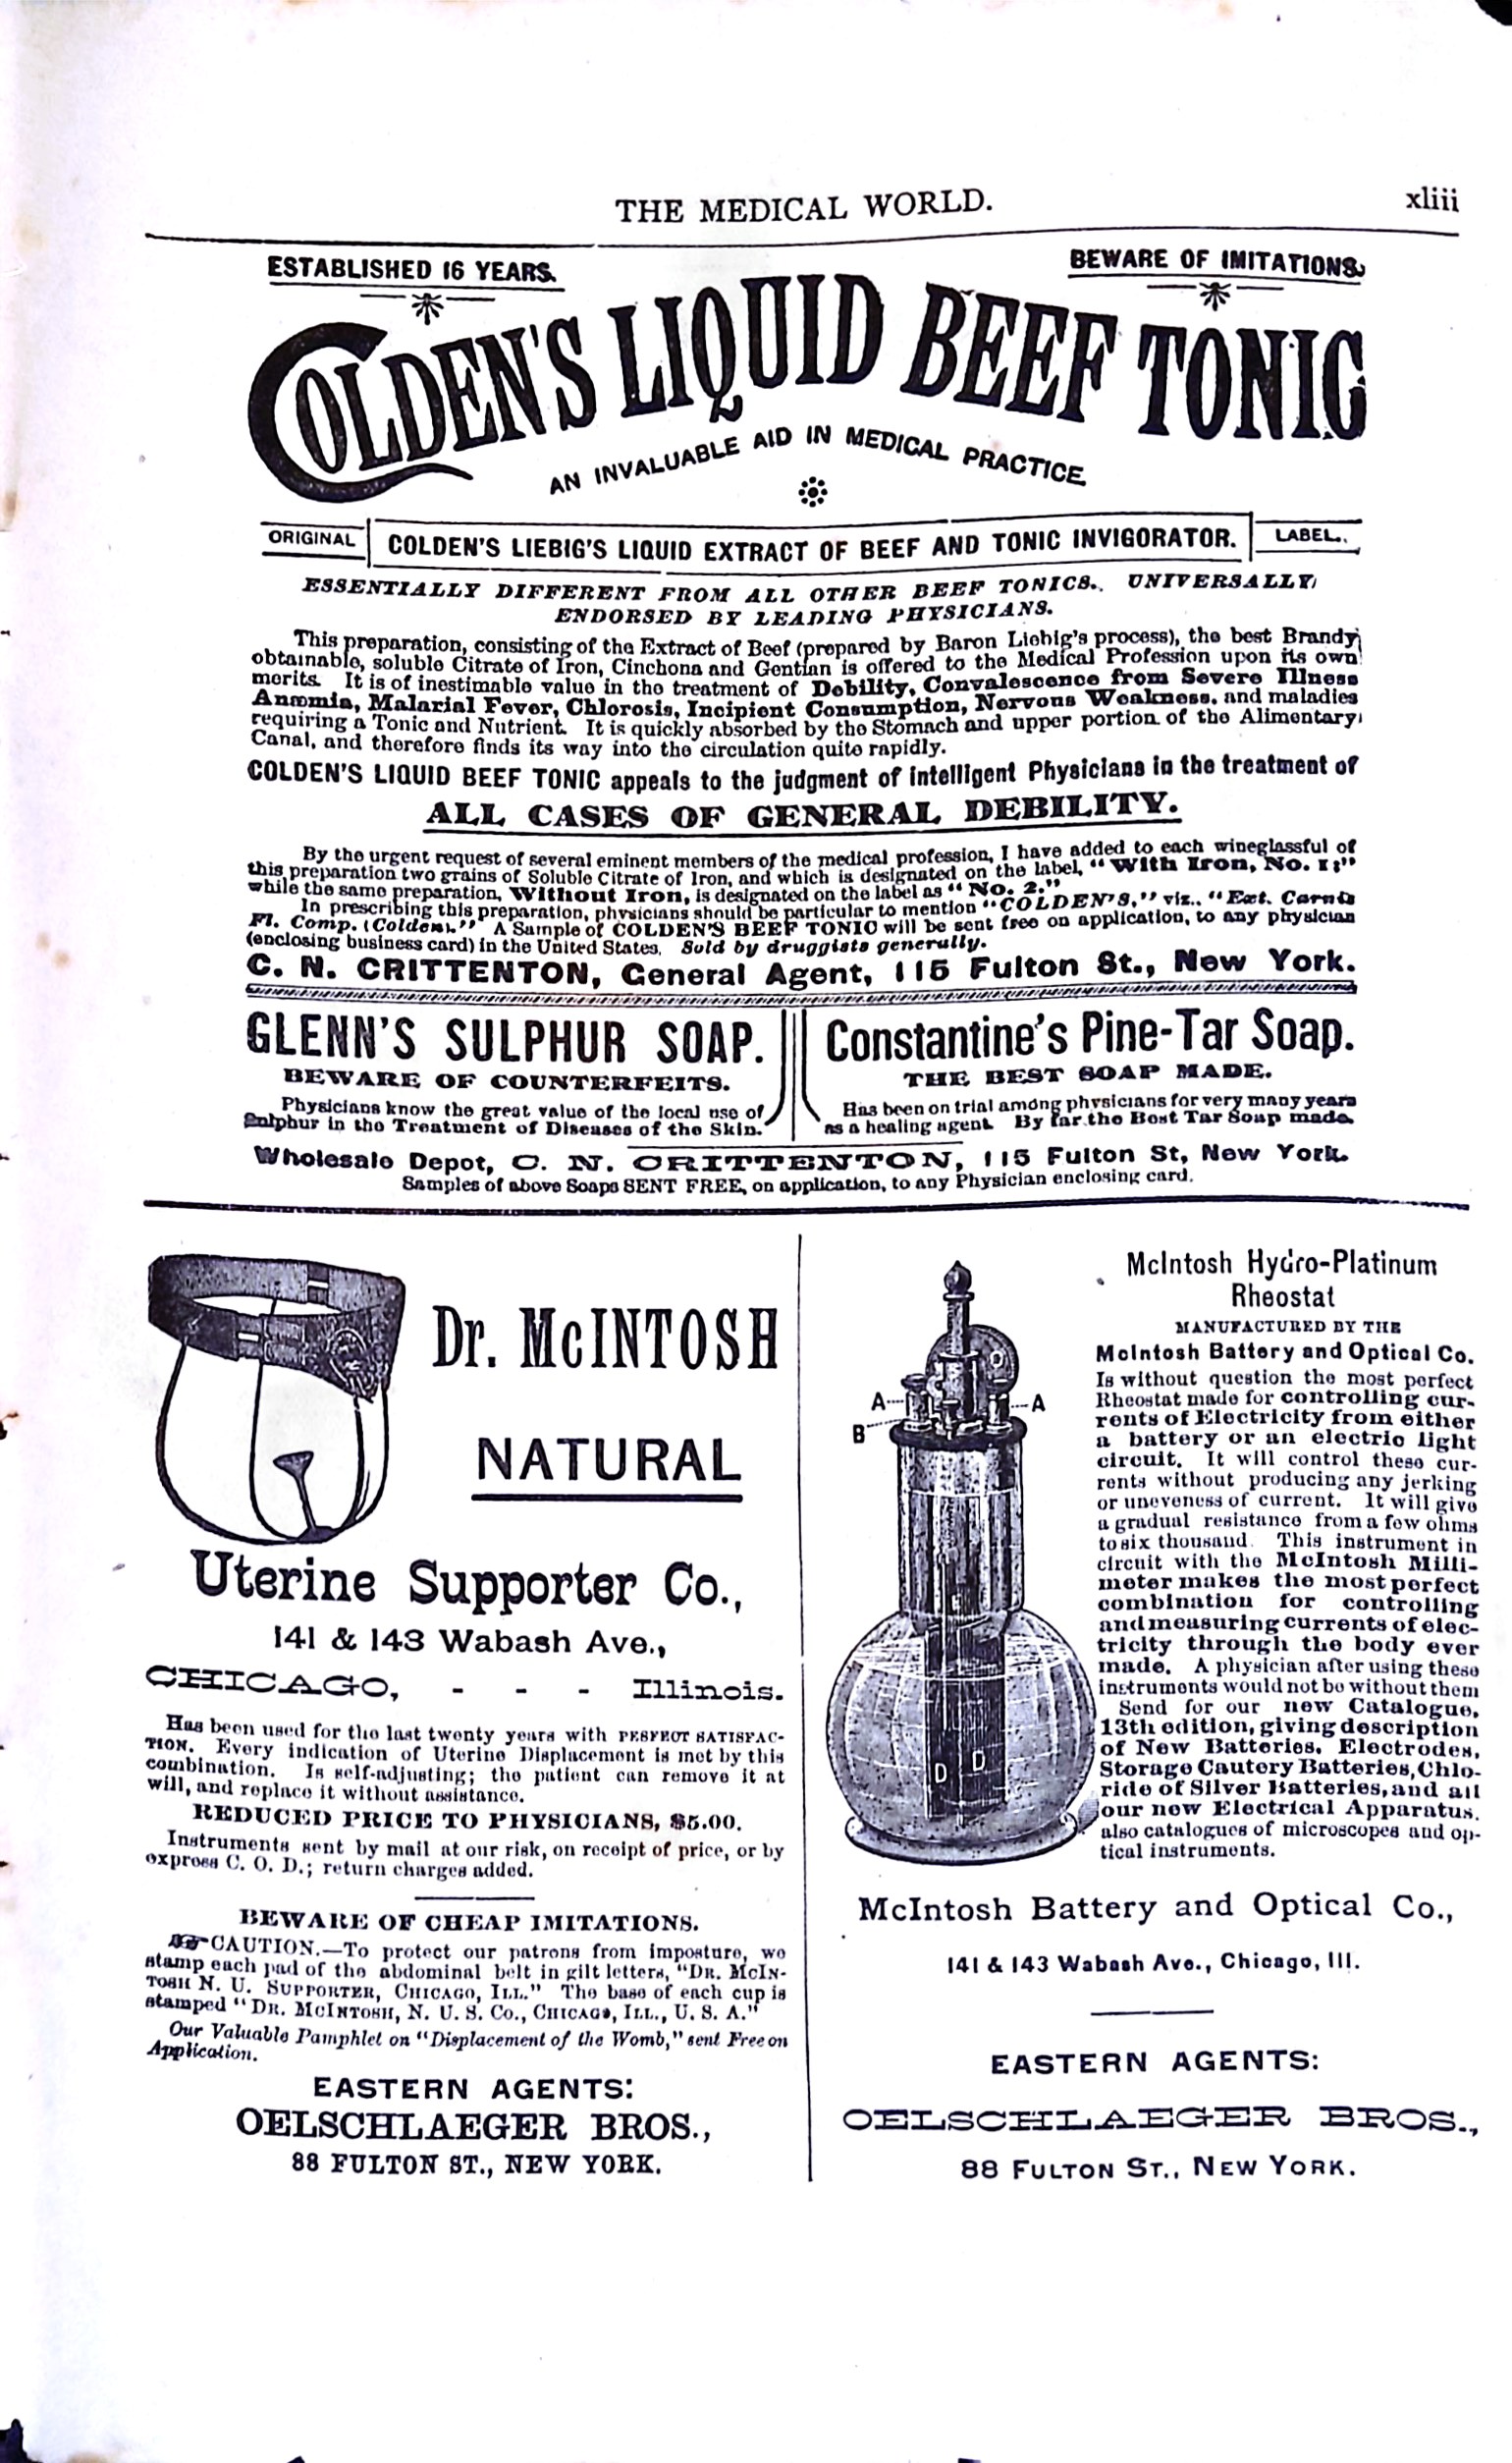 THE MEDICAL WORLD.
xliii
ESTABLISHED 16 YEARS.
BEWARE OF IMITATIONS.
COLDEN'S LIQUID BEEF TONIC
AN INVALUABLE AID IN MEDICAL PRACTICE.
ORIGINAL
COLDEN'S LIEBIG'S LIQUID EXTRACT OF BEEF AND TONIC INVIGORATOR.
LABEL.
ESSENTIALLY DIFFERENT FROM ALL OTHER BEEF TONICS. UNIVERSALLY
ENDORSED BY LEADING PHYSICIANS.
This preparation, consisting of the Extract of Beef (prepared by Baron Liebig's process), the best Brandy
obtainable, soluble Citrate of Iron, Cinchona and Gentian is offered to the Medical Profession upon its own
merits. It is of inestimable value in the treatment of Debility, Convalescence from Severe Illness
Anæmia, Malarial Fever, Chlorosis, Incipient Consumption, Nervous Weakness, and maladies
requiring a Tonic and Nutrient. It is quickly absorbed by the Stomach and upper portion of the Alimentary
Canal, and therefore finds its way into the circulation quite rapidly.
COLDEN'S LIQUID BEEF TONIC appeals to the judgment of intelligent Physicians in the treatment of
ALL CASES OF GENERAL DEBILITY.
By the urgent request of several eminent members of the medical profession, I have added to each wineglassful of
this preparation two grains of Soluble Citrate of Iron, and which is designated on the label, "With Iron, No. 1;"
while the same preparation, Without Iron, is designated on the label as "No. 2."
In prescribing this preparation, physicians should be particular to mention "COLDEN'S," viz., "Ext. Carnis
Fl. Comp. (Colden)." A Sample of COLDEN'S BEEF TONIC will be sent free on application, to any physician
(enclosing business card) in the United States. Sold by druggists generally.
C. N. CRITTENTON, General Agent, 115 Fulton St., New York.
GLENN'S SULPHUR SOAP.
BEWARE OF COUNTERFEITS.
Physicians know the great value of the local use of
Sulphur in the Treatment of Diseases of the Skin.
Constantine's Pine-Tar Soap.
THE BEST SOAP MADE.
Has been on trial among physicians for very many years
as a healing agent. By far the Best Tar Soap made.
Wholesale Depot, C. N. CRITTENTON, 115 Fulton St, New York.
Samples of above Soaps SENT FREE, on application, to any Physician enclosing card.
Dr. McINTOSH
NATURAL
Uterine Supporter Co.,
141 & 143 Wabash Ave.,
CHICAGO, - - - Illinois.
Has been used for the last twenty years with PERFECT SATISFAC-
TION. Every indication of Uterine Displacement is met by this
combination. Is self-adjusting; the patient can remove it at
will, and replace it without assistance.
REDUCED PRICE TO PHYSICIANS, $5.00.
Instruments sent by mail at our risk, on receipt of price, or by
express C. O. D.; return charges added.
BEWARE OF CHEAP IMITATIONS.
☞CAUTION.—To protect our patrons from imposture, we
stamp each pad of the abdominal belt in gilt letters, "DR. MCIN-
TOSH N. U. SUPPORTER, CHICAGO, ILL." The base of each cup is
stamped "DR. MCINTOSH, N. U. S. CO., CHICAGO, ILL., U. S. A."
Our Valuable Pamphlet on "Displacement of the Womb," sent Free on
Application.
EASTERN AGENTS:
OELSCHLAEGER BROS.,
88 FULTON ST., NEW YORK.
A
A
B
D
D
McIntosh Hydro-Platinum
Rheostat
MANUFACTURED BY THE
McIntosh Battery and Optical Co.
Is without question the most perfect
Rheostat made for controlling cur-
rents of Electricity from either
a battery or an electric light
circuit. It will control these cur-
rents without producing any jerking
or uneveness of current. It will give
a gradual resistance from a few ohms
to six thousand. This instrument in
circuit with the McIntosh Milli-
meter makes the most perfect
combination for controlling
and measuring currents of elec-
tricity through the body ever
made. A physician after using these
instruments would not be without them
Send for our new Catalogue,
13th edition, giving description
of New Batteries, Electrodes,
Storage Cautery Batteries, Chlo-
ride of Silver Batteries, and all
our new Electrical Apparatus.
also catalogues of microscopes and op-
tical instruments.
McIntosh Battery and Optical Co.,
141 & 143 Wabash Ave., Chicago, Ill.
EASTERN AGENTS:
OELSCHLAEGER BROS.,
88 FULTON ST., NEW YORK.